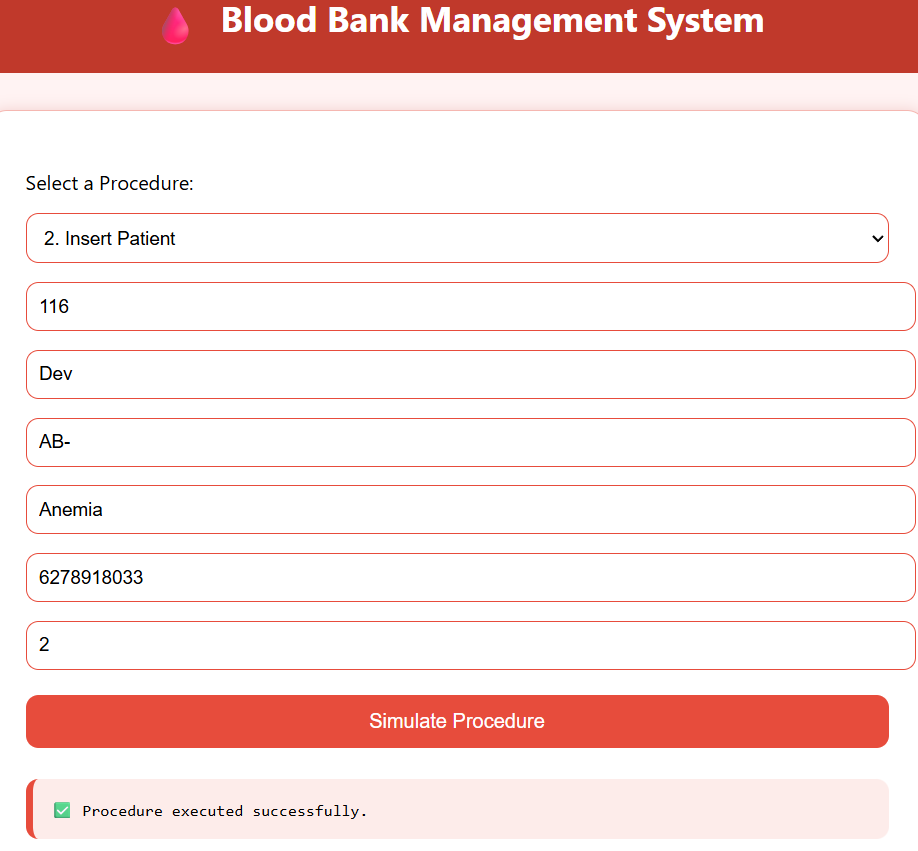 Blood Bank Management System
Select a Procedure:
2. Insert Patient
116
Dev
AB-
Anemia
6278918033
2
Simulate Procedure
Procedure executed successfully.